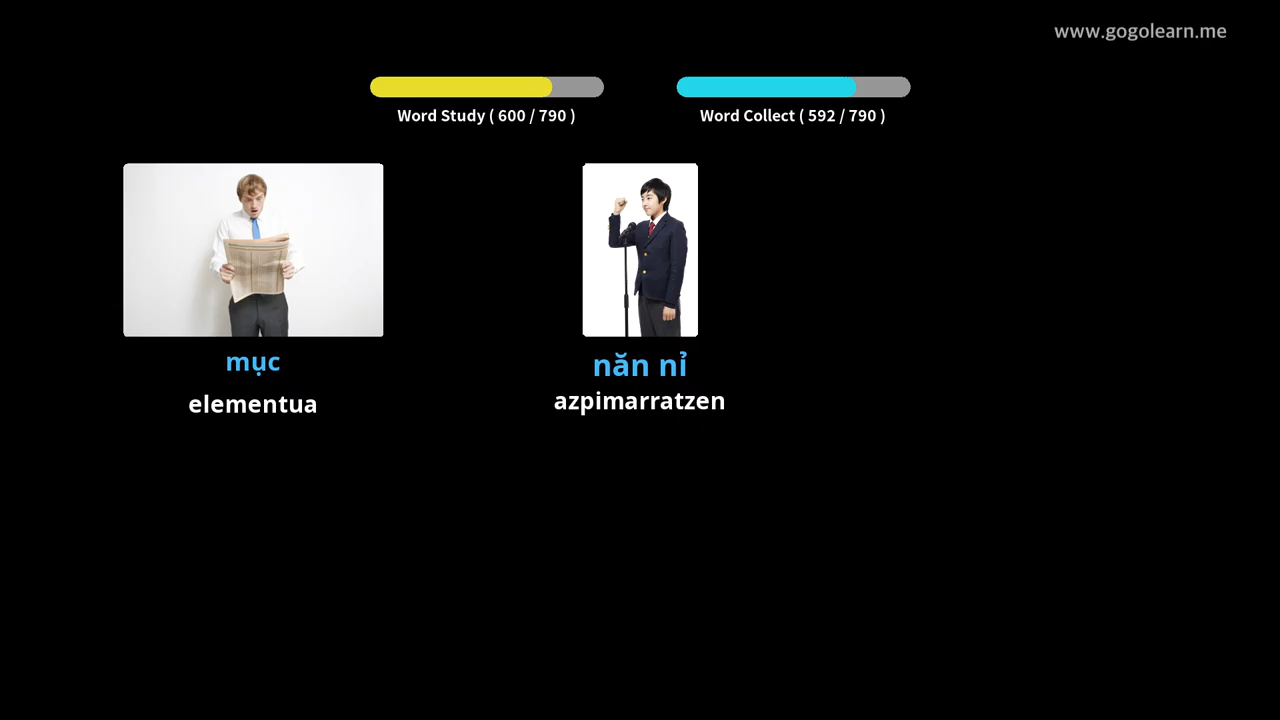 www.gogolearn.me
Word Study ( 600 / 790 )
Word Collect ( 592 / 790 )
mục
elementua
năn nỉ
azpimarratzen